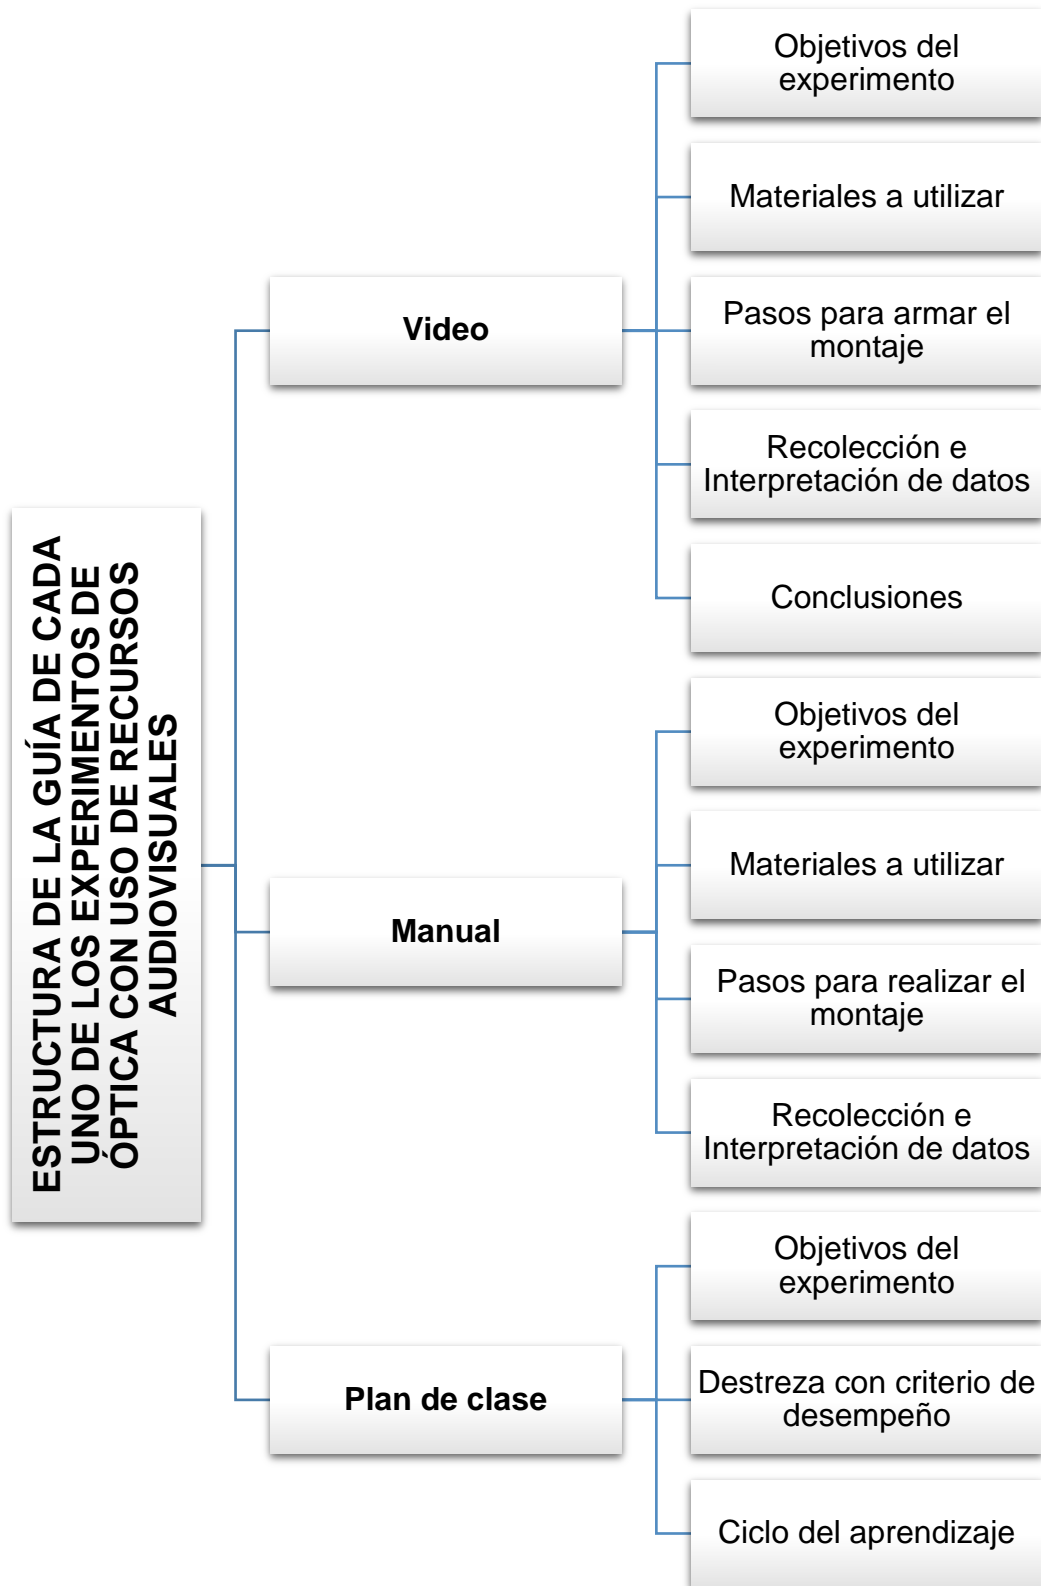 ESTRUCTURA DE LA GUÍA DE CADA
UNO DE LOS EXPERIMENTOS DE
ÓPTICA CON USO DE RECURSOS
AUDIOVISUALES
Video
Objetivos del
experimento
Materiales a utilizar
Pasos para armar el
montaje
Recolección e
Interpretación de datos
Conclusiones
Manual
Objetivos del
experimento
Materiales a utilizar
Pasos para realizar el
montaje
Recolección e
Interpretación de datos
Plan de clase
Objetivos del
experimento
Destreza con criterio de
desempeño
Ciclo del aprendizaje